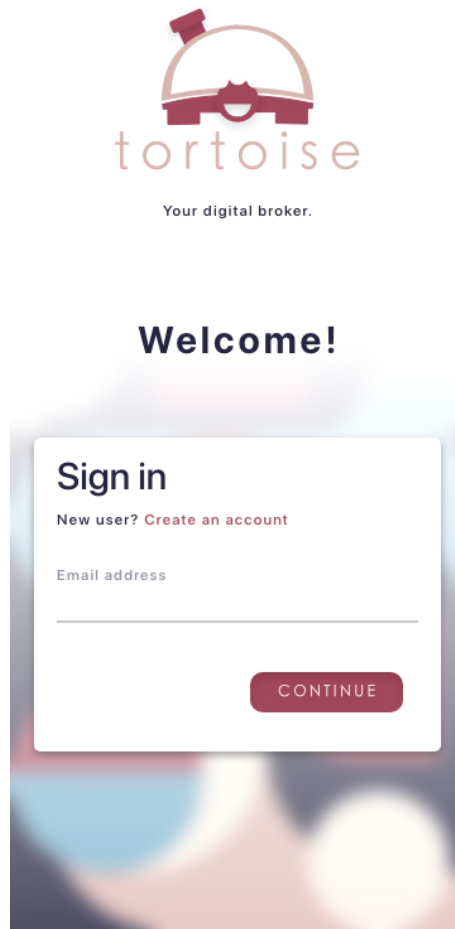 tortoise
Your digital broker.
Welcome!
Sign in
New user? Create an account
Email address
CONTINUE